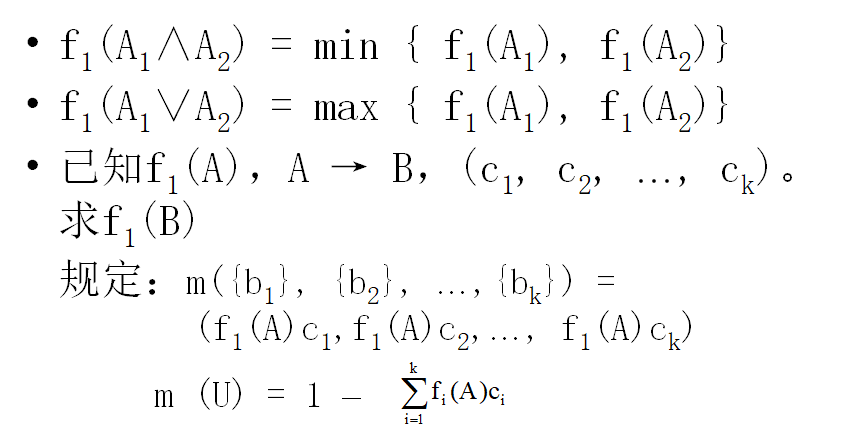 • f₁(A₁∧A₂) = min { f₁(A₁), f₁(A₂)}
• f₁(A₁∨A₂) = max { f₁(A₁), f₁(A₂)}
• 已知f₁(A)，A → B，(c₁, c₂, …, cₖ)。
求f₁(B)
规定：m({b₁}, {b₂}, …,{bₖ}) =
(f₁(A)c₁,f₁(A)c₂,…, f₁(A)cₖ)
m (U) = 1 - ∑ᵢ₌₁ᵏ fᵢ(A)cᵢ